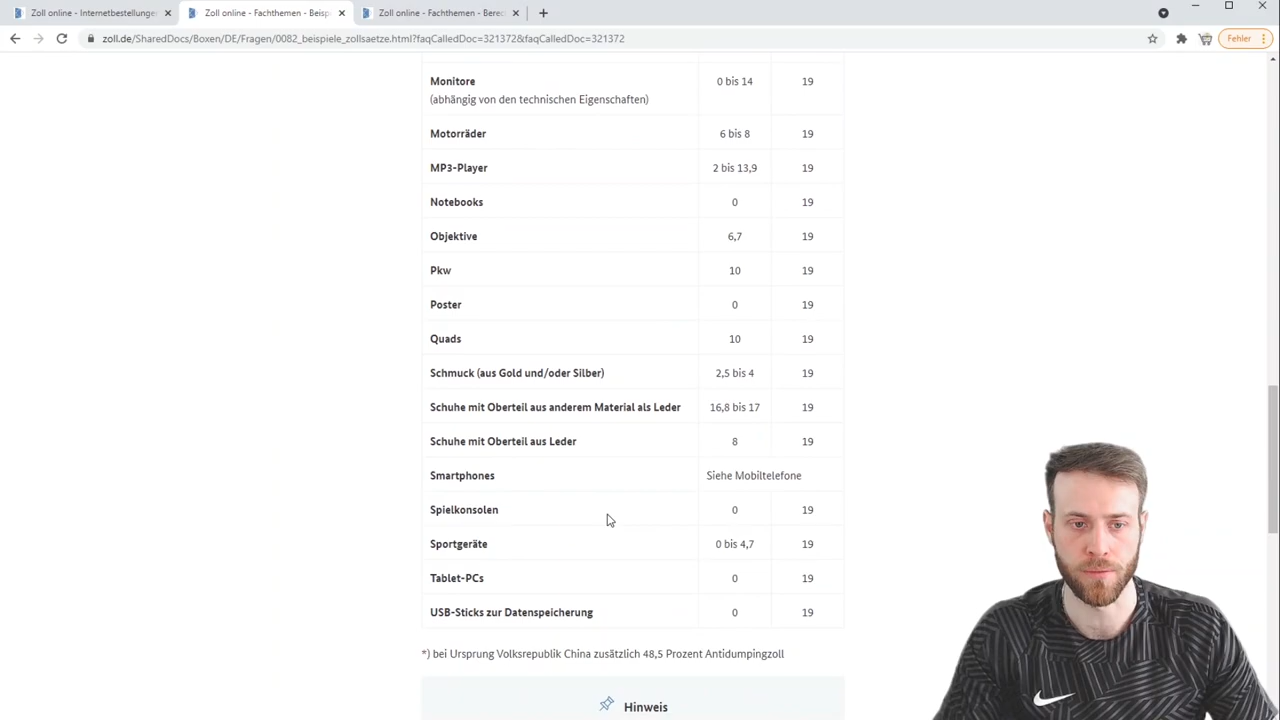 Zoll online - Internetbestellunge
Zoll online - Fachthemen - Beisp
Zoll online - Fachthemen - Bere
zoll.de/SharedDocs/Boxen/DE/Fragen/0082_beispiele_zollsaetze.html?faqCalledDoc=321372&faqCalledDoc=321372
Fehler
Monitore 0 bis 14 19
(abhängig von den technischen Eigenschaften)
Motorräder 6 bis 8 19
MP3-Player 2 bis 13,9 19
Notebooks 0 19
Objektive 6,7 19
Pkw 10 19
Poster 0 19
Quads 10 19
Schmuck (aus Gold und/oder Silber) 2,5 bis 4 19
Schuhe mit Oberteil aus anderem Material als Leder 16,8 bis 17 19
Schuhe mit Oberteil aus Leder 8 19
Smartphones Siehe Mobiltelefone
Spielkonsolen 0 19
Sportgeräte 0 bis 4,7 19
Tablet-PCs 0 19
USB-Sticks zur Datenspeicherung 0 19
*) bei Ursprung Volksrepublik China zusätzlich 48,5 Prozent Antidumpingzoll
Hinweis